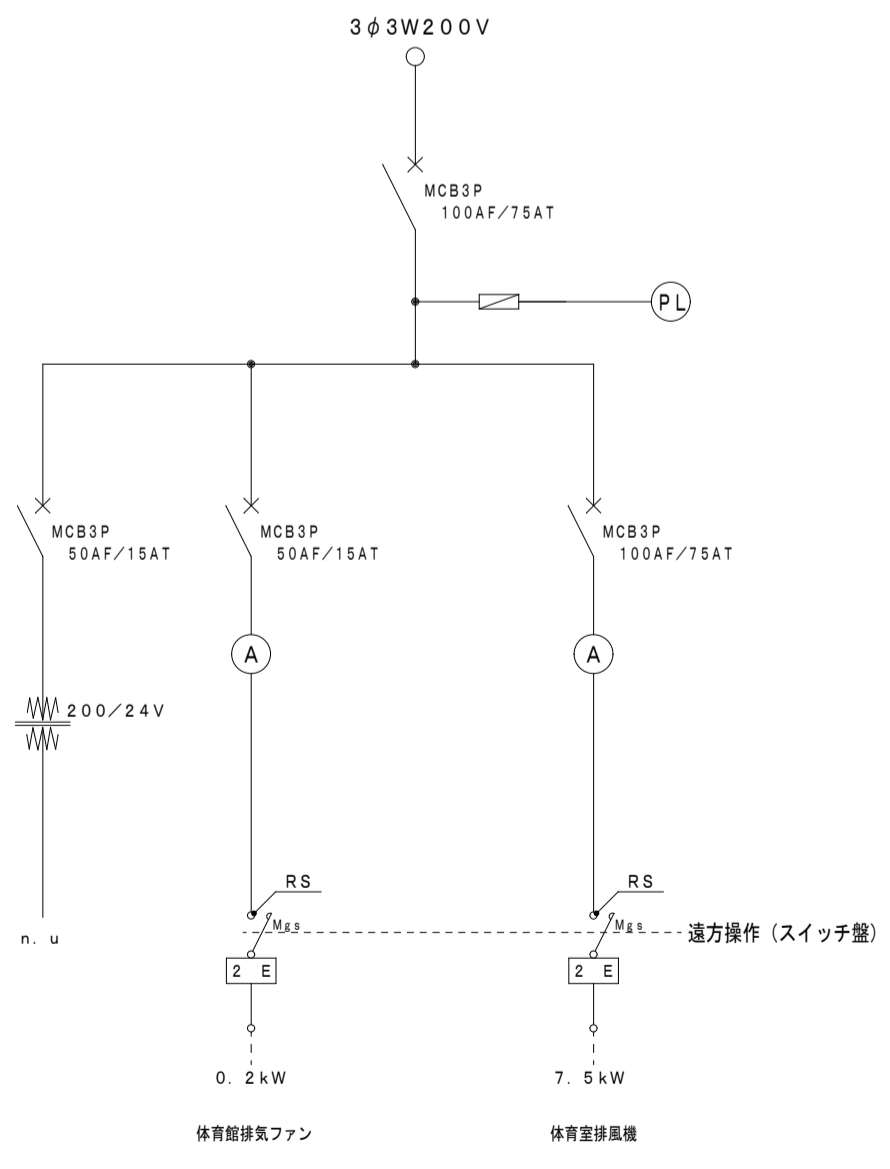 3φ3W200V
MCB3P
100AF/75AT
PL
MCB3P
50AF/15AT
MCB3P
50AF/15AT
MCB3P
100AF/75AT
A
A
200/24V
RS
RS
Mgs
Mgs
遠方操作（スイッチ盤）
n. u
2 E
2 E
0. 2kW
7. 5kW
体育館排気ファン
体育室排風機